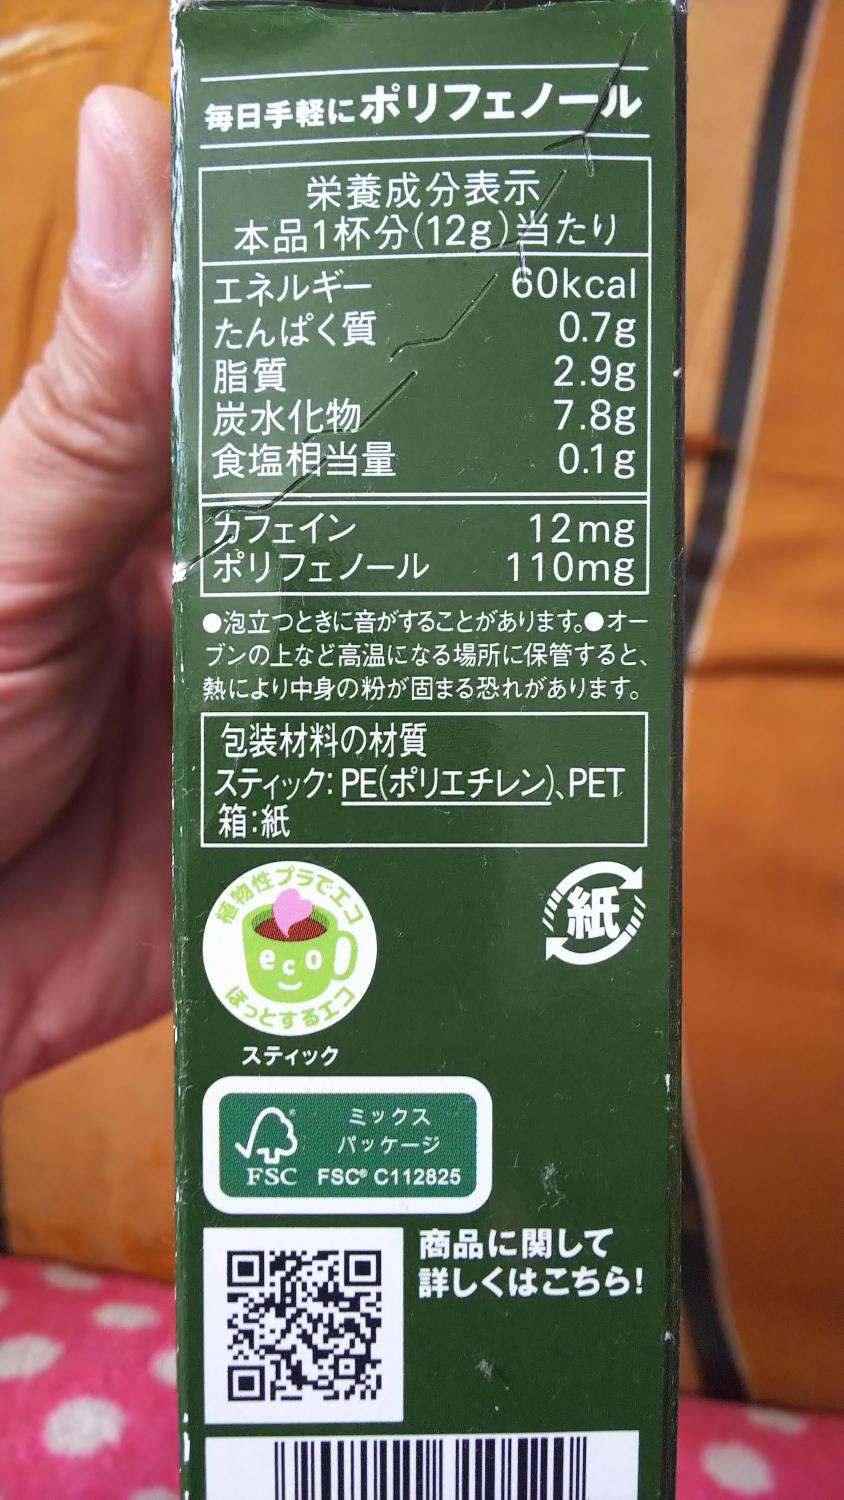 毎日手軽にポリフェノール
栄養成分表示
本品1杯分(12g)当たり
エネルギー 60kcal
たんぱく質 0.7g
脂質 2.9g
炭水化物 7.8g
食塩相当量 0.1g
カフェイン 12mg
ポリフェノール 110mg
●泡立つときに音がすることがあります。●オー
ブンの上など高温になる場所に保管すると、
熱により中身の粉が固まる恐れがあります。
包装材料の材質
スティック:PE(ポリエチレン)、PET
箱:紙
植物性プラでエコ
eco
ほっとするエコ
紙
スティック
ミックス
パッケージ
FSC FSC® C112825
商品に関して
詳しくはこちら!